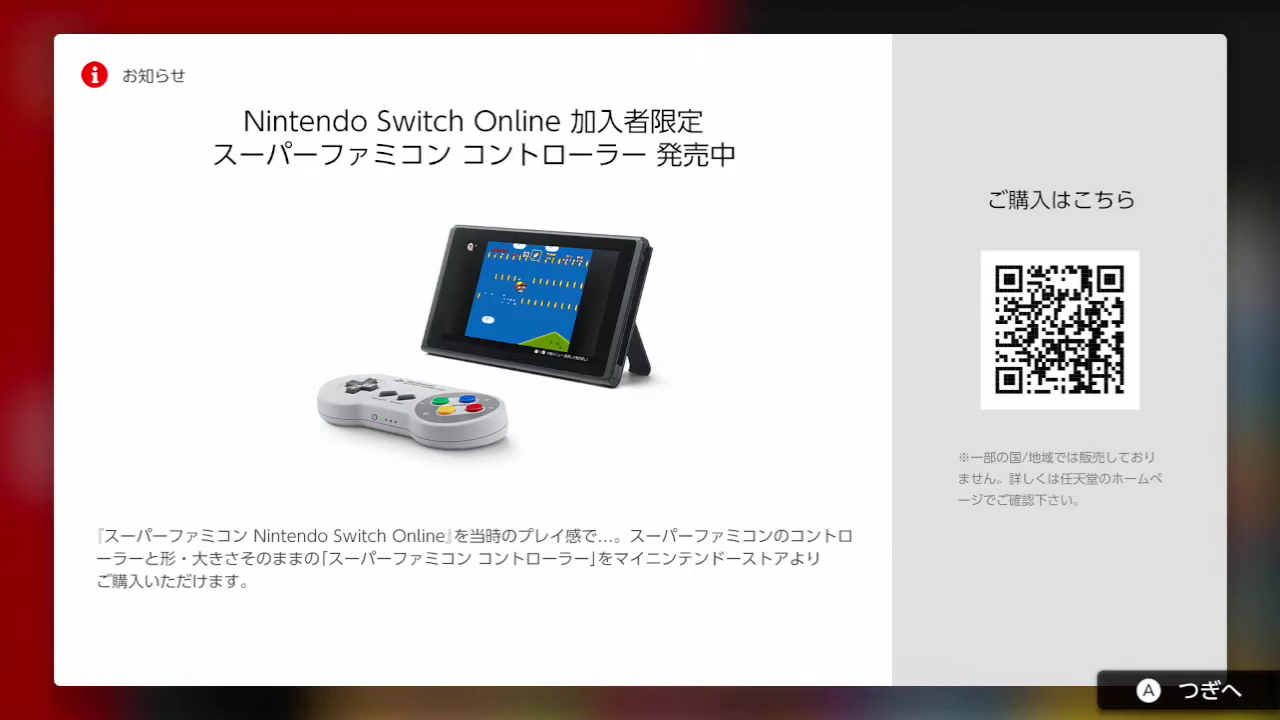 お知らせ
Nintendo Switch Online 加入者限定
スーパーファミコン コントローラー 発売中
『スーパーファミコン Nintendo Switch Online』を当時のプレイ感で…。スーパーファミコンのコントロ
ーラーと形・大きさそのままの「スーパーファミコン コントローラー」をマイニンテンドーストアより
ご購入いただけます。
ご購入はこちら
※一部の国/地域では販売しており
ません。詳しくは任天堂のホームペ
ージでご確認下さい。
A つぎへ